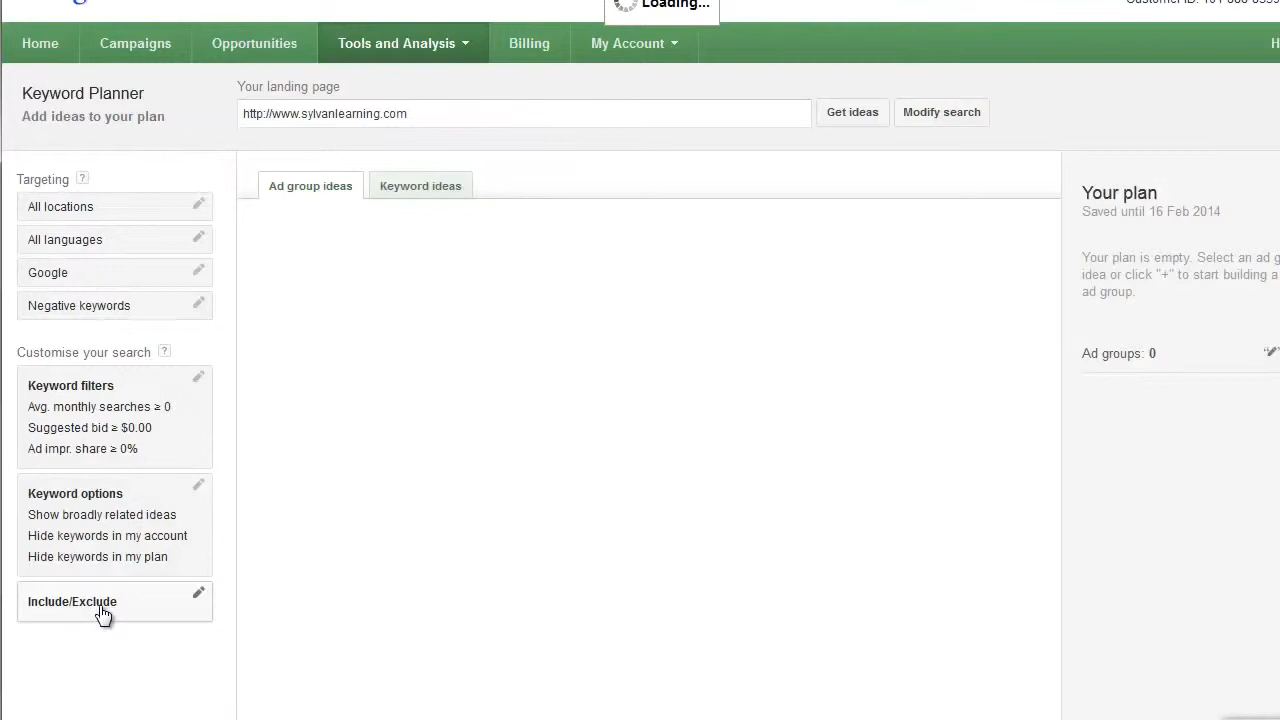 Loading...
Home
Campaigns
Opportunities
Tools and Analysis
Billing
My Account
Keyword Planner
Add ideas to your plan
Your landing page
http://www.sylvanlearning.com
Get ideas
Modify search
Targeting ?
All locations
All languages
Google
Negative keywords
Customise your search ?
Keyword filters
Avg. monthly searches ≥ 0
Suggested bid ≥ $0.00
Ad impr. share ≥ 0%
Keyword options
Show broadly related ideas
Hide keywords in my account
Hide keywords in my plan
Include/Exclude
Ad group ideas
Keyword ideas
Your plan
Saved until 16 Feb 2014
Your plan is empty. Select an ad g
idea or click "+" to start building a
ad group.
Ad groups: 0